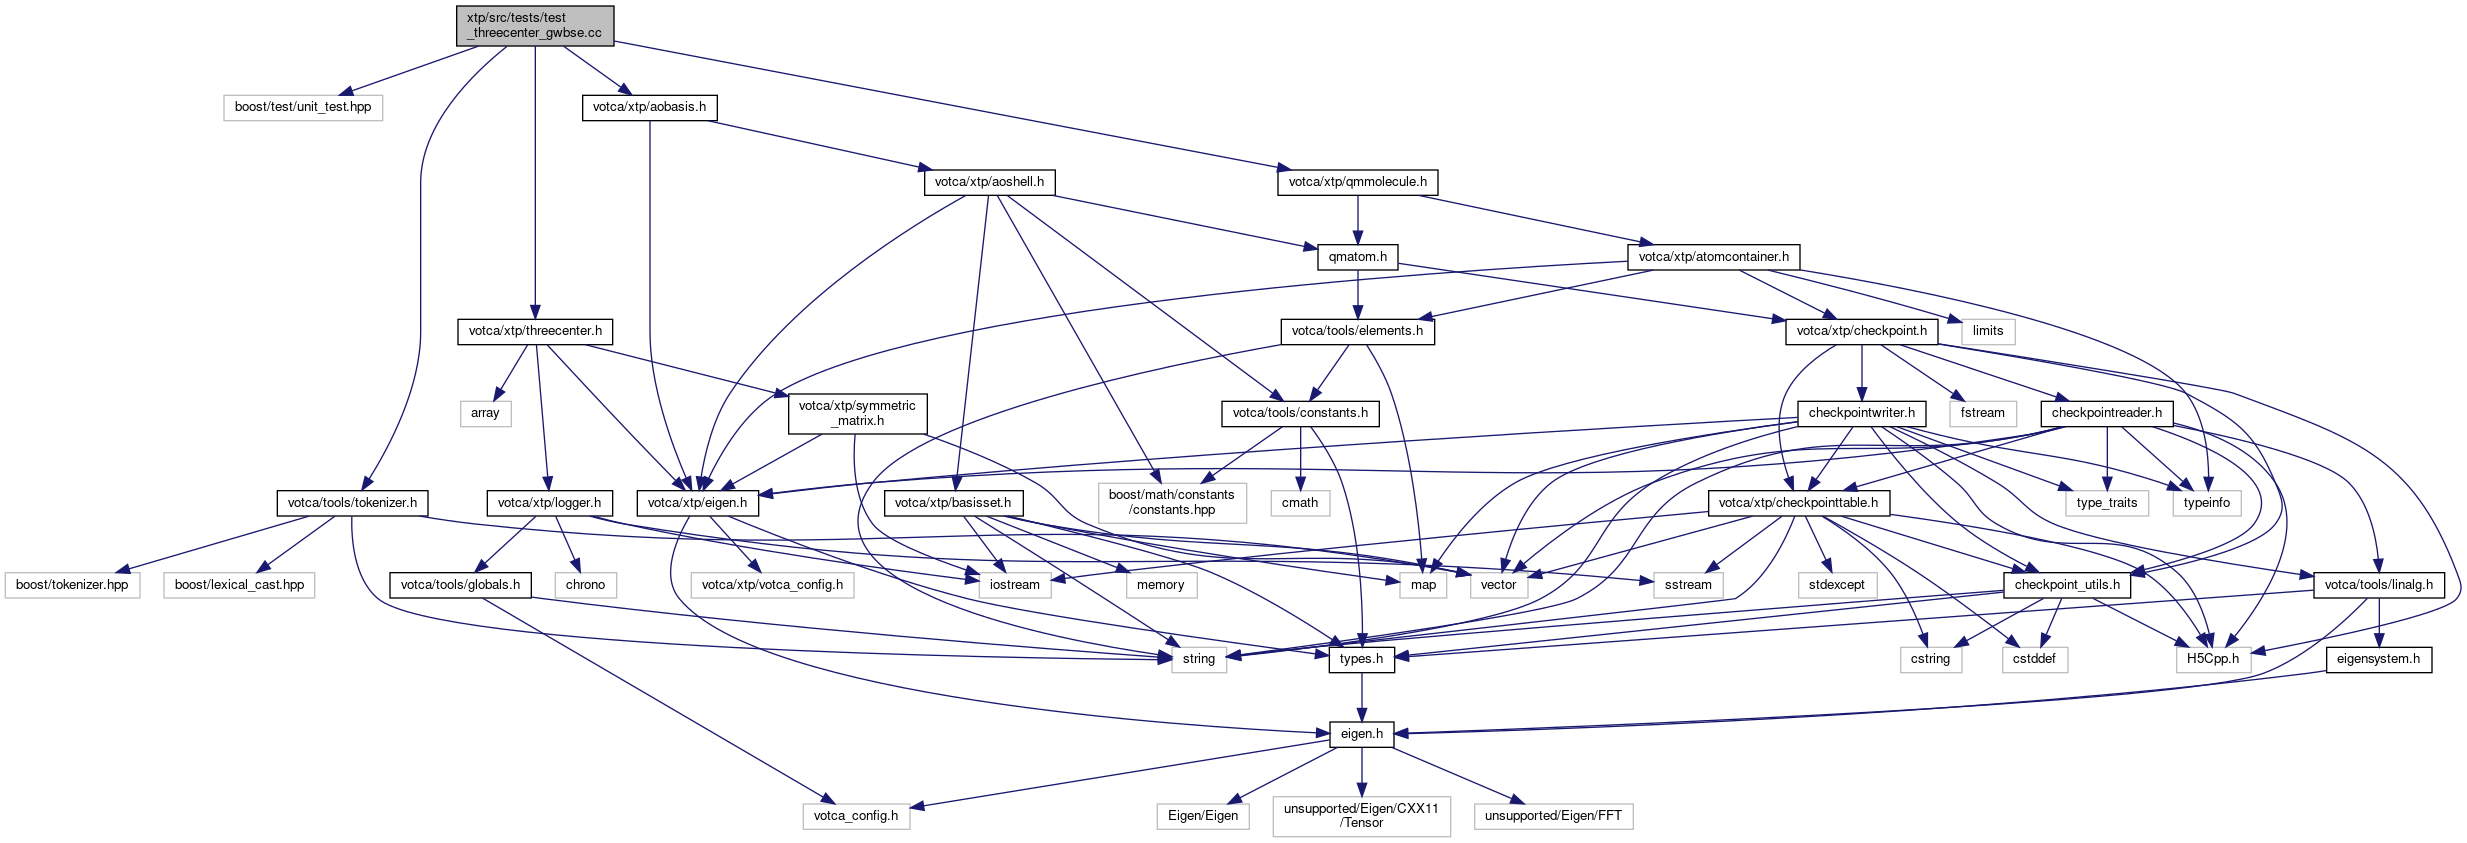 xtp/src/tests/test
_threecenter_gwbse.cc
boost/test/unit_test.hpp
votca/xtp/aobasis.h
votca/xtp/aoshell.h
votca/xtp/qmmolecule.h
qmatom.h
votca/xtp/atomcontainer.h
votca/xtp/threecenter.h
votca/tools/elements.h
votca/xtp/checkpoint.h
limits
array
votca/xtp/symmetric
_matrix.h
votca/tools/constants.h
checkpointwriter.h
fstream
checkpointreader.h
votca/tools/tokenizer.h
votca/xtp/logger.h
votca/xtp/eigen.h
votca/xtp/basisset.h
boost/math/constants
/constants.hpp
cmath
votca/xtp/checkpointtable.h
type_traits
typeinfo
boost/tokenizer.hpp
boost/lexical_cast.hpp
votca/tools/globals.h
chrono
votca/xtp/votca_config.h
iostream
memory
map
vector
sstream
stdexcept
checkpoint_utils.h
votca/tools/linalg.h
string
types.h
cstring
cstddef
H5Cpp.h
eigensystem.h
eigen.h
votca_config.h
Eigen/Eigen
unsupported/Eigen/CXX11
/Tensor
unsupported/Eigen/FFT